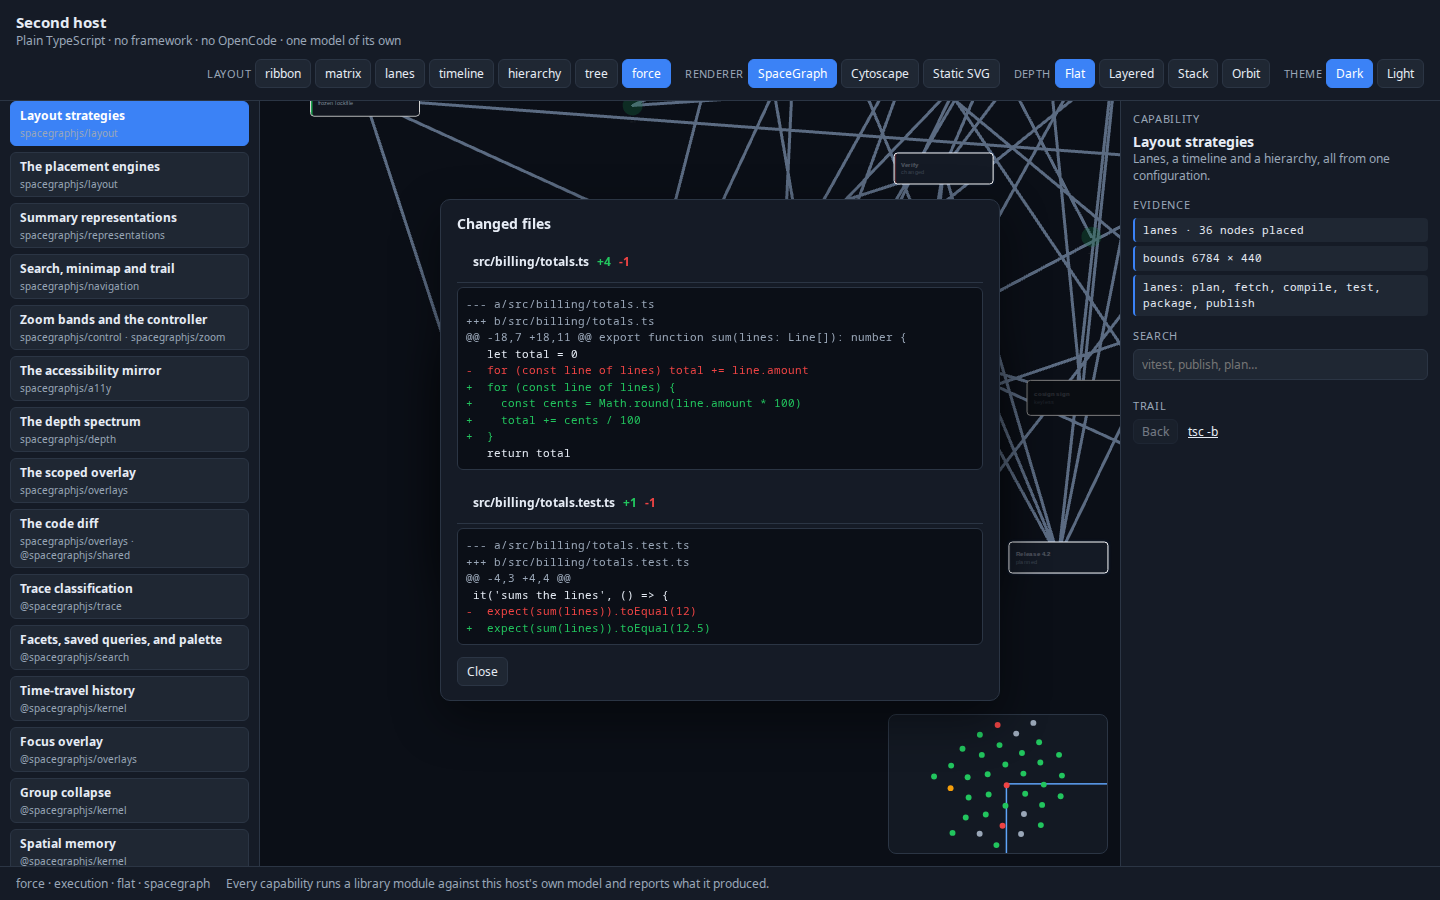 Second host
Plain TypeScript · no framework · no OpenCode · one model of its own
LAYOUT ribbon matrix lanes timeline hierarchy tree force RENDERER SpaceGraph Cytoscape Static SVG DEPTH Flat Layered Stack Orbit THEME Dark Light
Layout strategies
spacegraphjs/layout
The placement engines
spacegraphjs/layout
Summary representations
spacegraphjs/representations
Search, minimap and trail
spacegraphjs/navigation
Zoom bands and the controller
spacegraphjs/control · spacegraphjs/zoom
The accessibility mirror
spacegraphjs/a11y
The depth spectrum
spacegraphjs/depth
The scoped overlay
spacegraphjs/overlays
The code diff
spacegraphjs/overlays ·
@spacegraphjs/shared
Trace classification
@spacegraphjs/trace
Facets, saved queries, and palette
@spacegraphjs/search
Time-travel history
@spacegraphjs/kernel
Focus overlay
@spacegraphjs/overlays
Group collapse
@spacegraphjs/kernel
Spatial memory
@spacegraphjs/kernel
frozen lockfile
Verify
changed
Release 4.2
Changed files
src/billing/totals.ts +4 -1
--- a/src/billing/totals.ts
+++ b/src/billing/totals.ts
@@ -18,7 +18,11 @@ export function sum(lines: Line[]): number {
let total = 0
- for (const line of lines) total += line.amount
+ for (const line of lines) {
+ const cents = Math.round(line.amount * 100)
+ total += cents / 100
+ }
return total
src/billing/totals.test.ts +1 -1
--- a/src/billing/totals.test.ts
+++ b/src/billing/totals.test.ts
@@ -4,3 +4,4 @@
it('sums the lines', () => {
- expect(sum(lines)).toEqual(12)
+ expect(sum(lines)).toEqual(12.5)
Close
CAPABILITY
Layout strategies
Lanes, a timeline and a hierarchy, all from one
configuration.
EVIDENCE
lanes · 36 nodes placed
bounds 6784 × 440
lanes: plan, fetch, compile, test,
package, publish
SEARCH
vitest, publish, plan...
TRAIL
Back tsc -b
force · execution · flat · spacegraph Every capability runs a library module against this host's own model and reports what it produced.